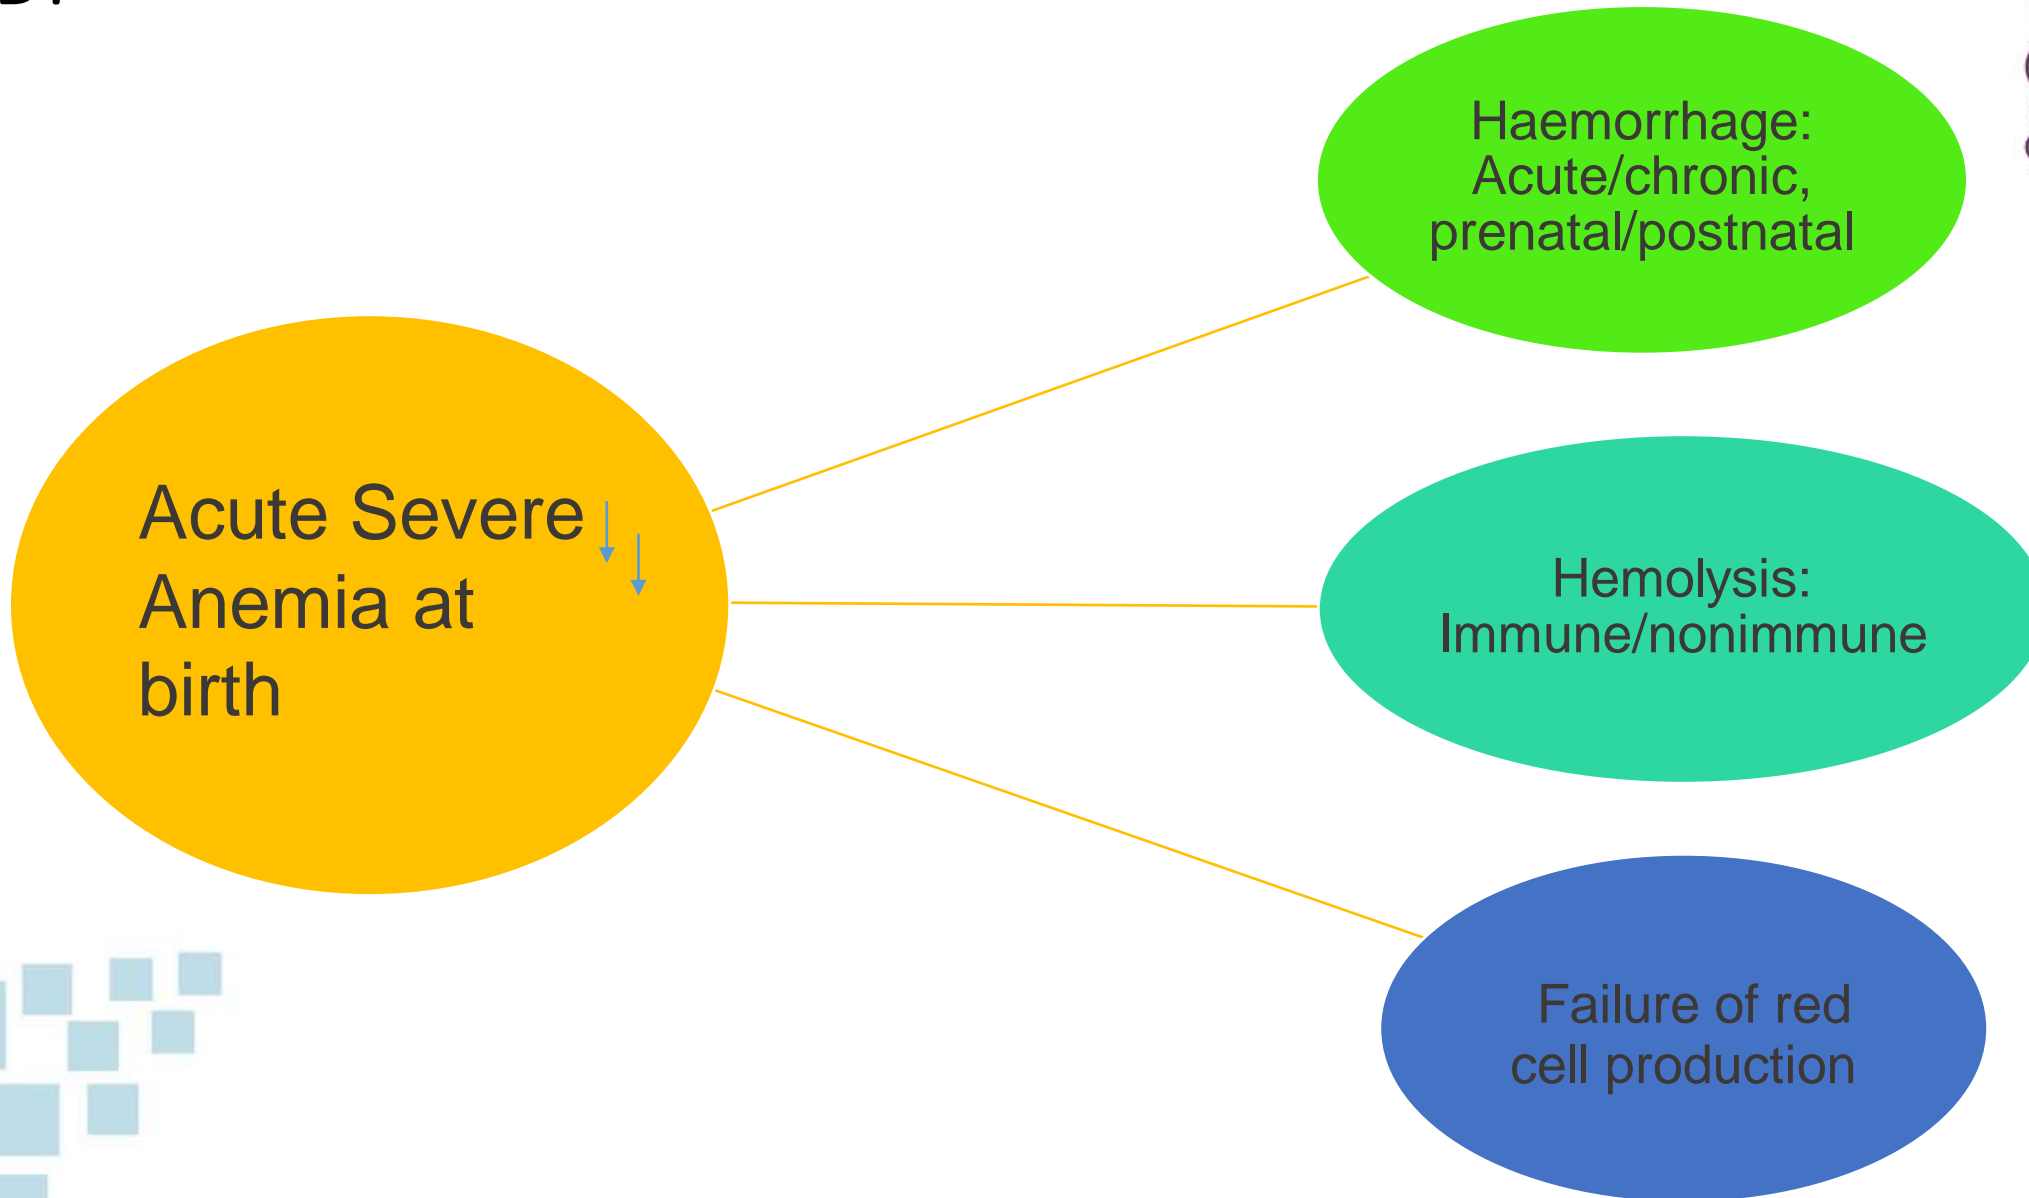 Acute Severe
Anemia at
birth
Haemorrhage:
Acute/chronic,
prenatal/postnatal
Hemolysis:
Immune/nonimmune
Failure of red
cell production